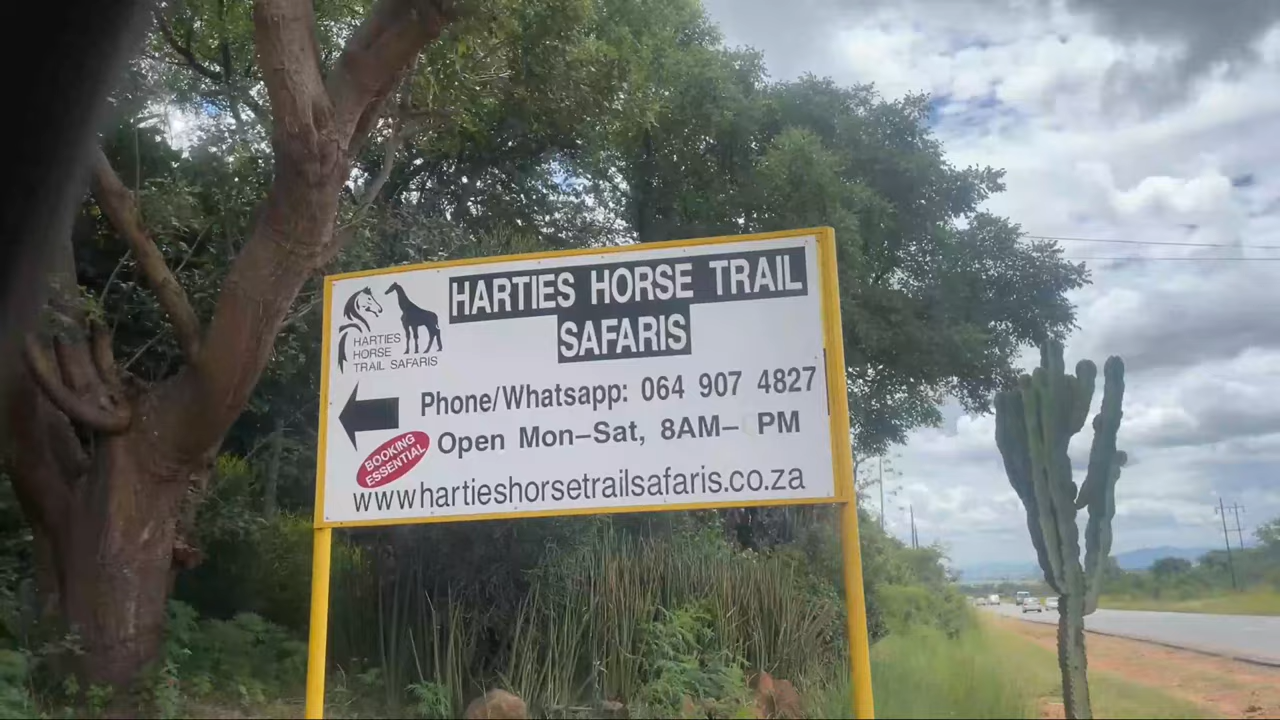 HARTIES HORSE TRAIL
SAFARIS
HARTIES
HORSE
TRAIL SAFARIS
Phone/Whatsapp: 064 907 4827
BOOKING
ESSENTIAL
Open Mon–Sat, 8AM– PM
www.hartieshorsetrailsafaris.co.za